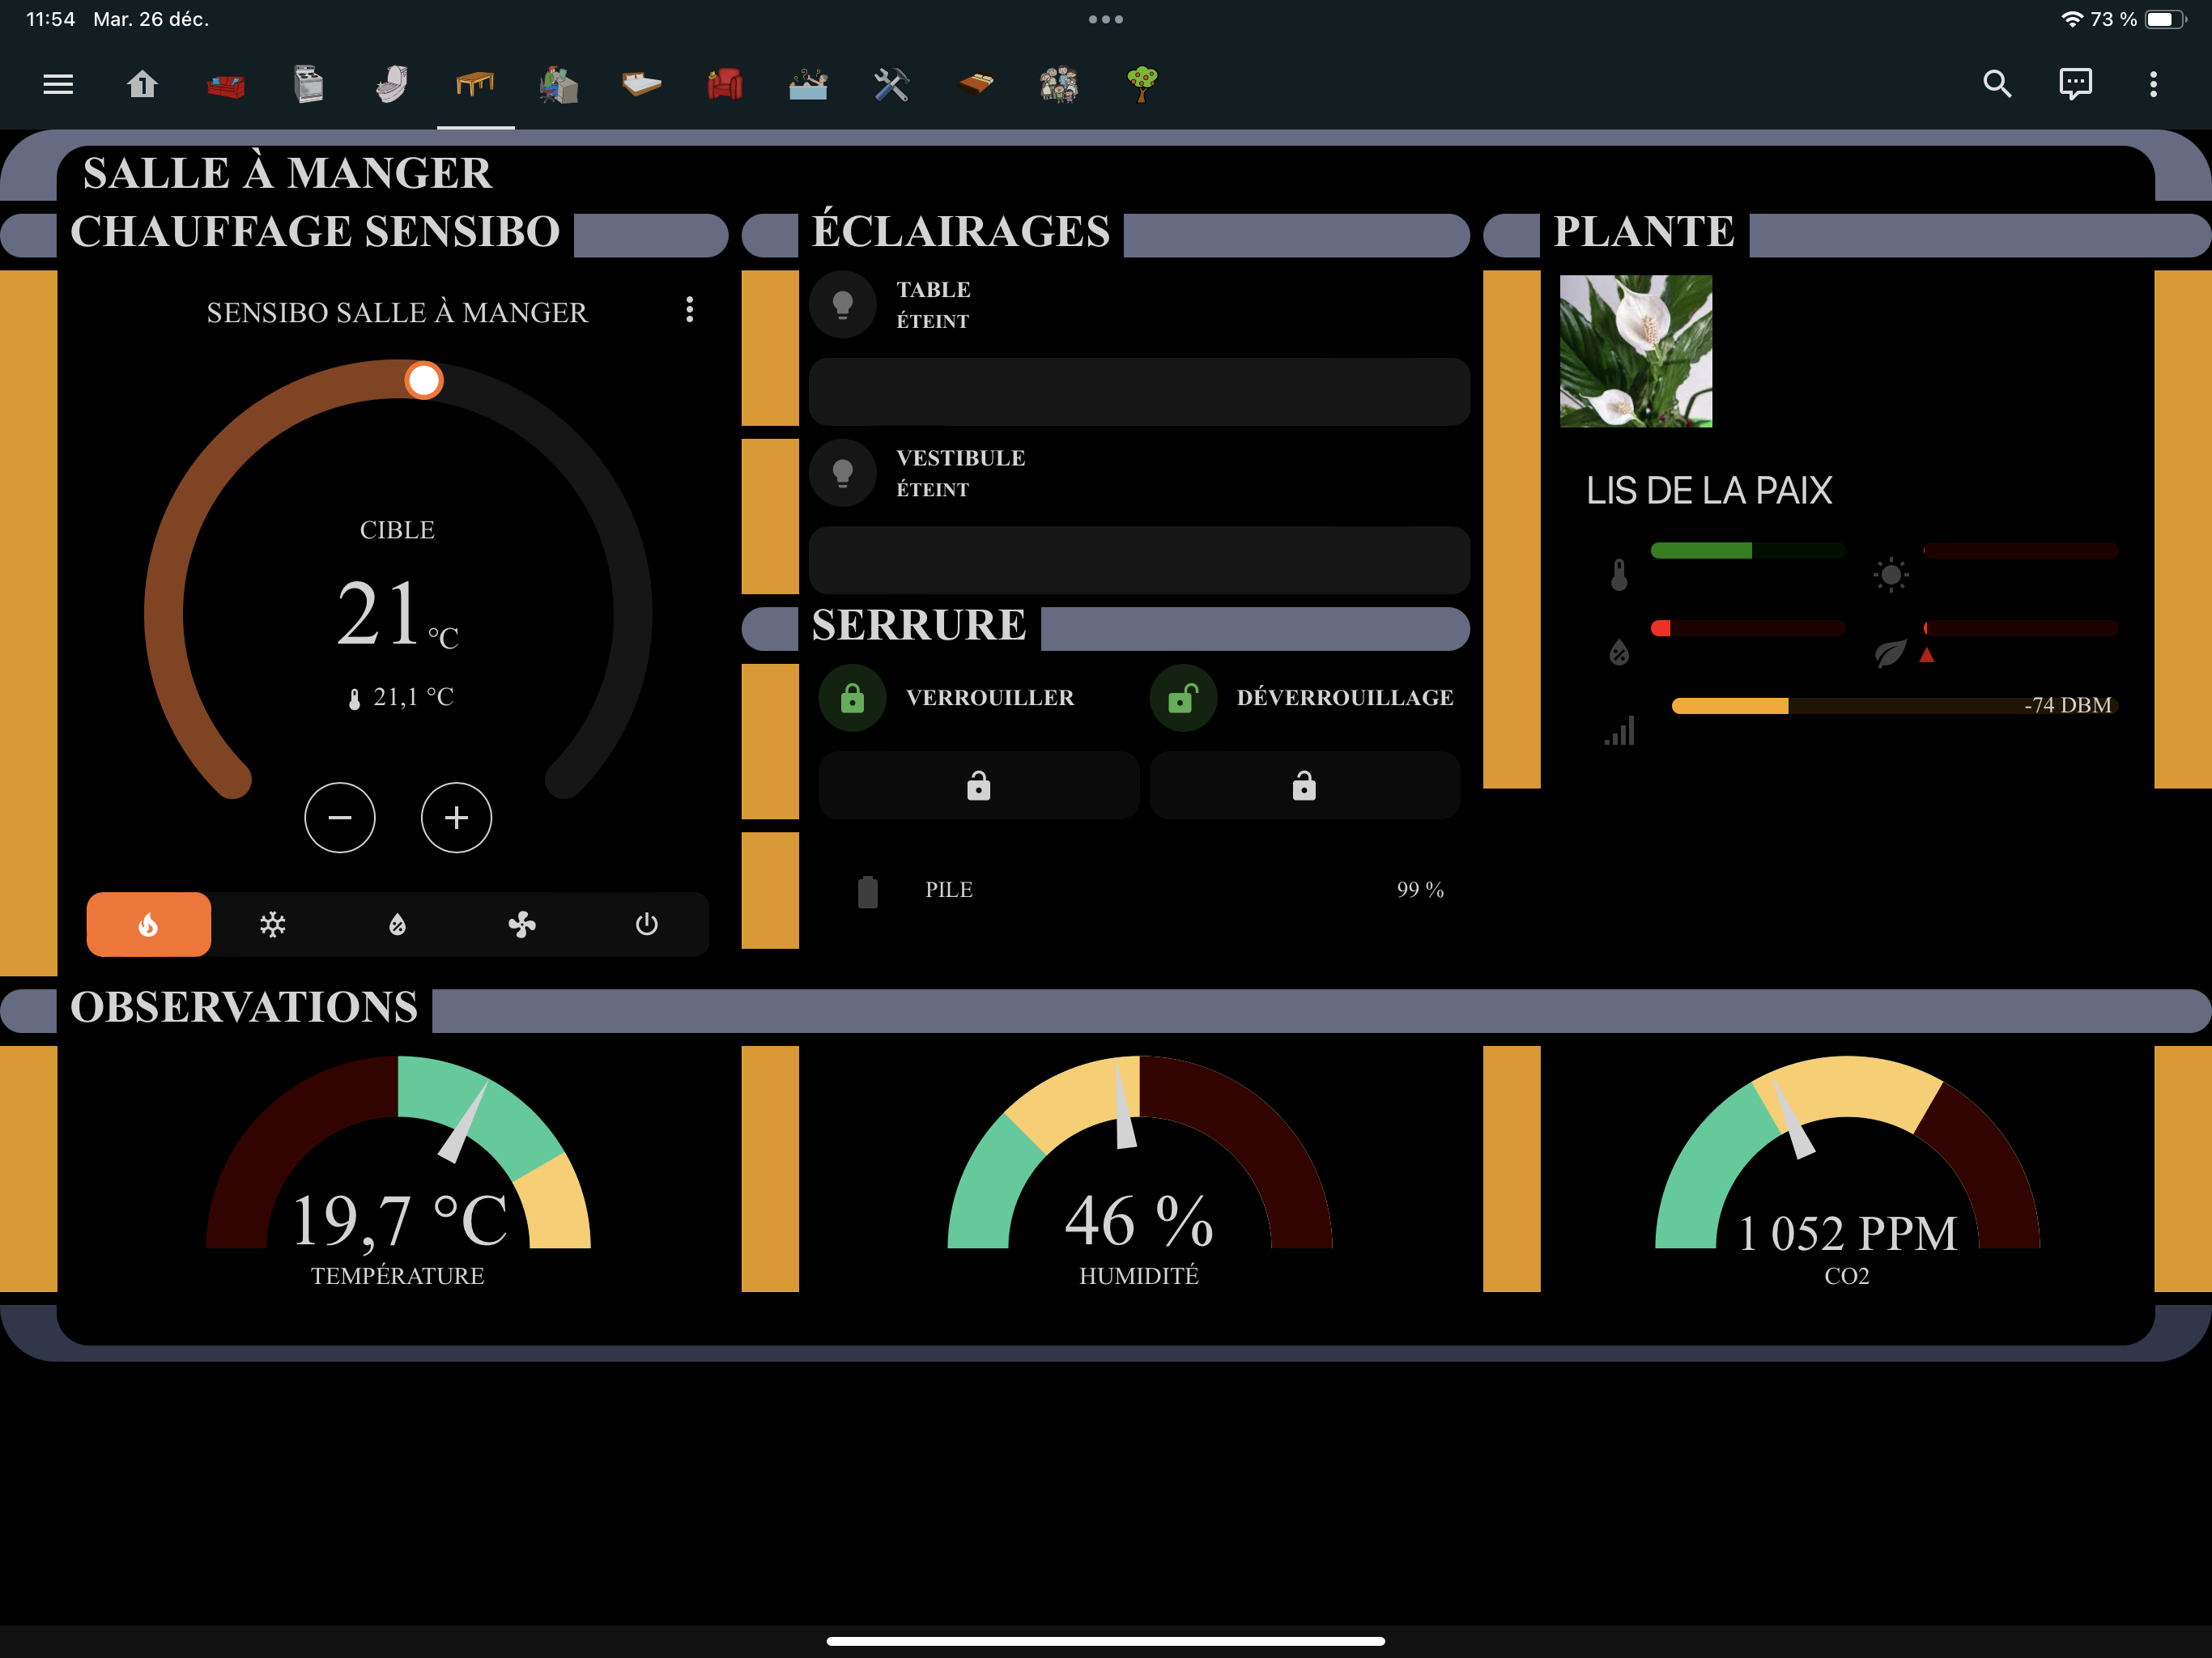 11:54 Mar. 26 déc.
73 %
1
SALLE À MANGER
CHAUFFAGE SENSIBO
SENSIBO SALLE À MANGER
CIBLE
21 °C
21,1 °C
ÉCLAIRAGES
TABLE
ÉTEINT
VESTIBULE
ÉTEINT
SERRURE
VERROUILLER
DÉVERROUILLAGE
PILE 99 %
PLANTE
LIS DE LA PAIX
-74 DBM
OBSERVATIONS
19,7 °C
TEMPÉRATURE
46 %
HUMIDITÉ
1 052 PPM
CO2